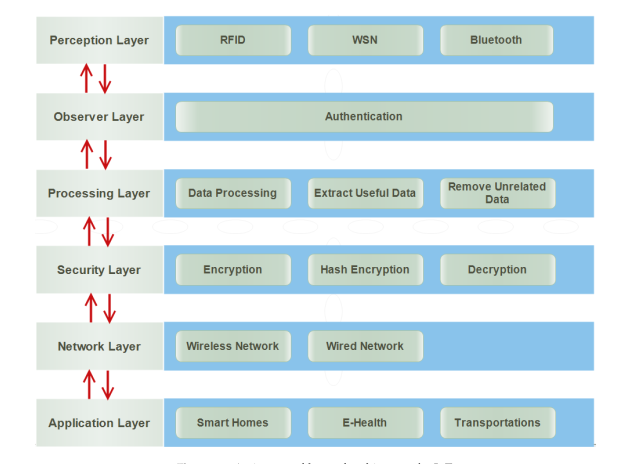 Perception Layer
RFID
WSN
Bluetooth
Observer Layer
Authentication
Processing Layer
Data Processing
Extract Useful Data
Remove Unrelated
Data
Security Layer
Encryption
Hash Encryption
Decryption
Network Layer
Wireless Network
Wired Network
Application Layer
Smart Homes
E-Health
Transportations